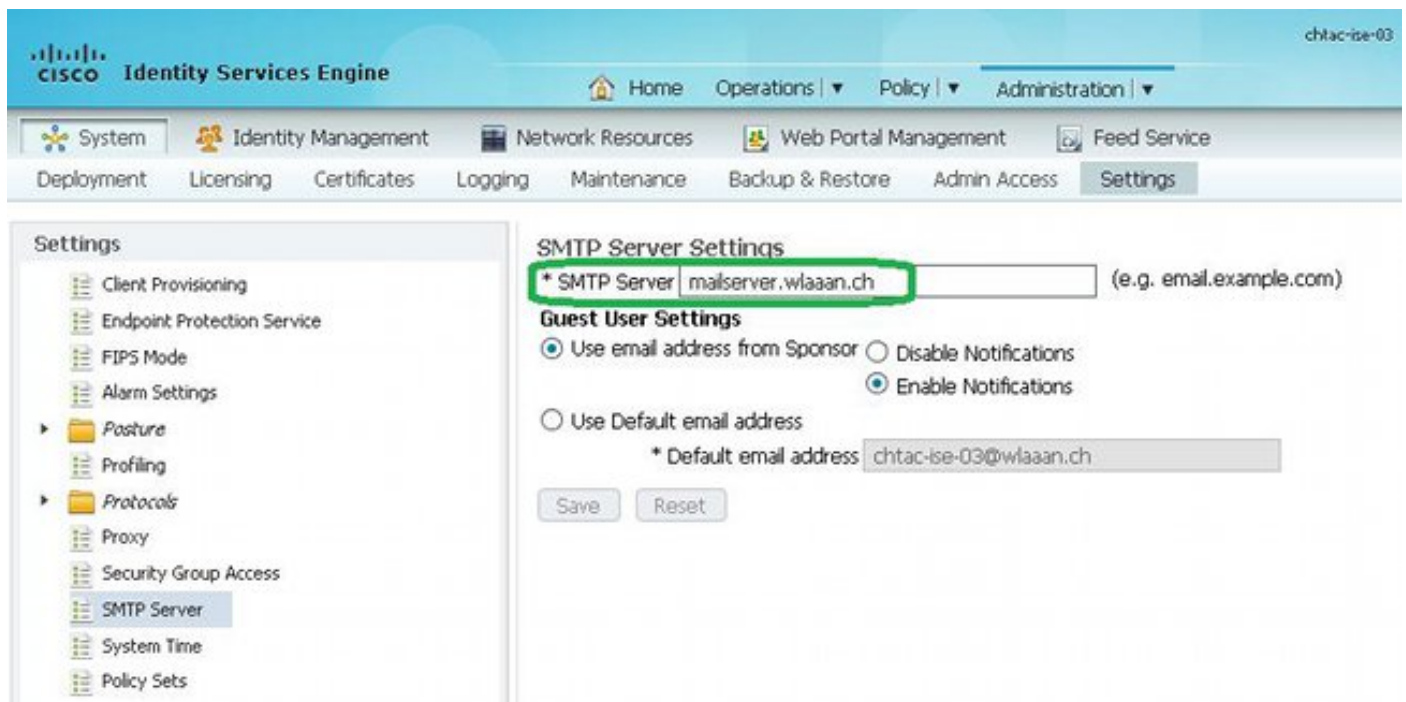 chtac-ise-03
CISCO Identity Services Engine
Home Operations Policy Administration
System Identity Management Network Resources Web Portal Management Feed Service
Deployment Licensing Certificates Logging Maintenance Backup & Restore Admin Access Settings
Settings
Client Provisioning
Endpoint Protection Service
FIPS Mode
Alarm Settings
Posture
Profiling
Protocols
Proxy
Security Group Access
SMTP Server
System Time
Policy Sets
SMTP Server Settings
* SMTP Server mailserver.wlaaan.ch (e.g. email.example.com)
Guest User Settings
Use email address from Sponsor Disable Notifications
Enable Notifications
Use Default email address
* Default email address chtac-ise-03@wlaaan.ch
Save Reset